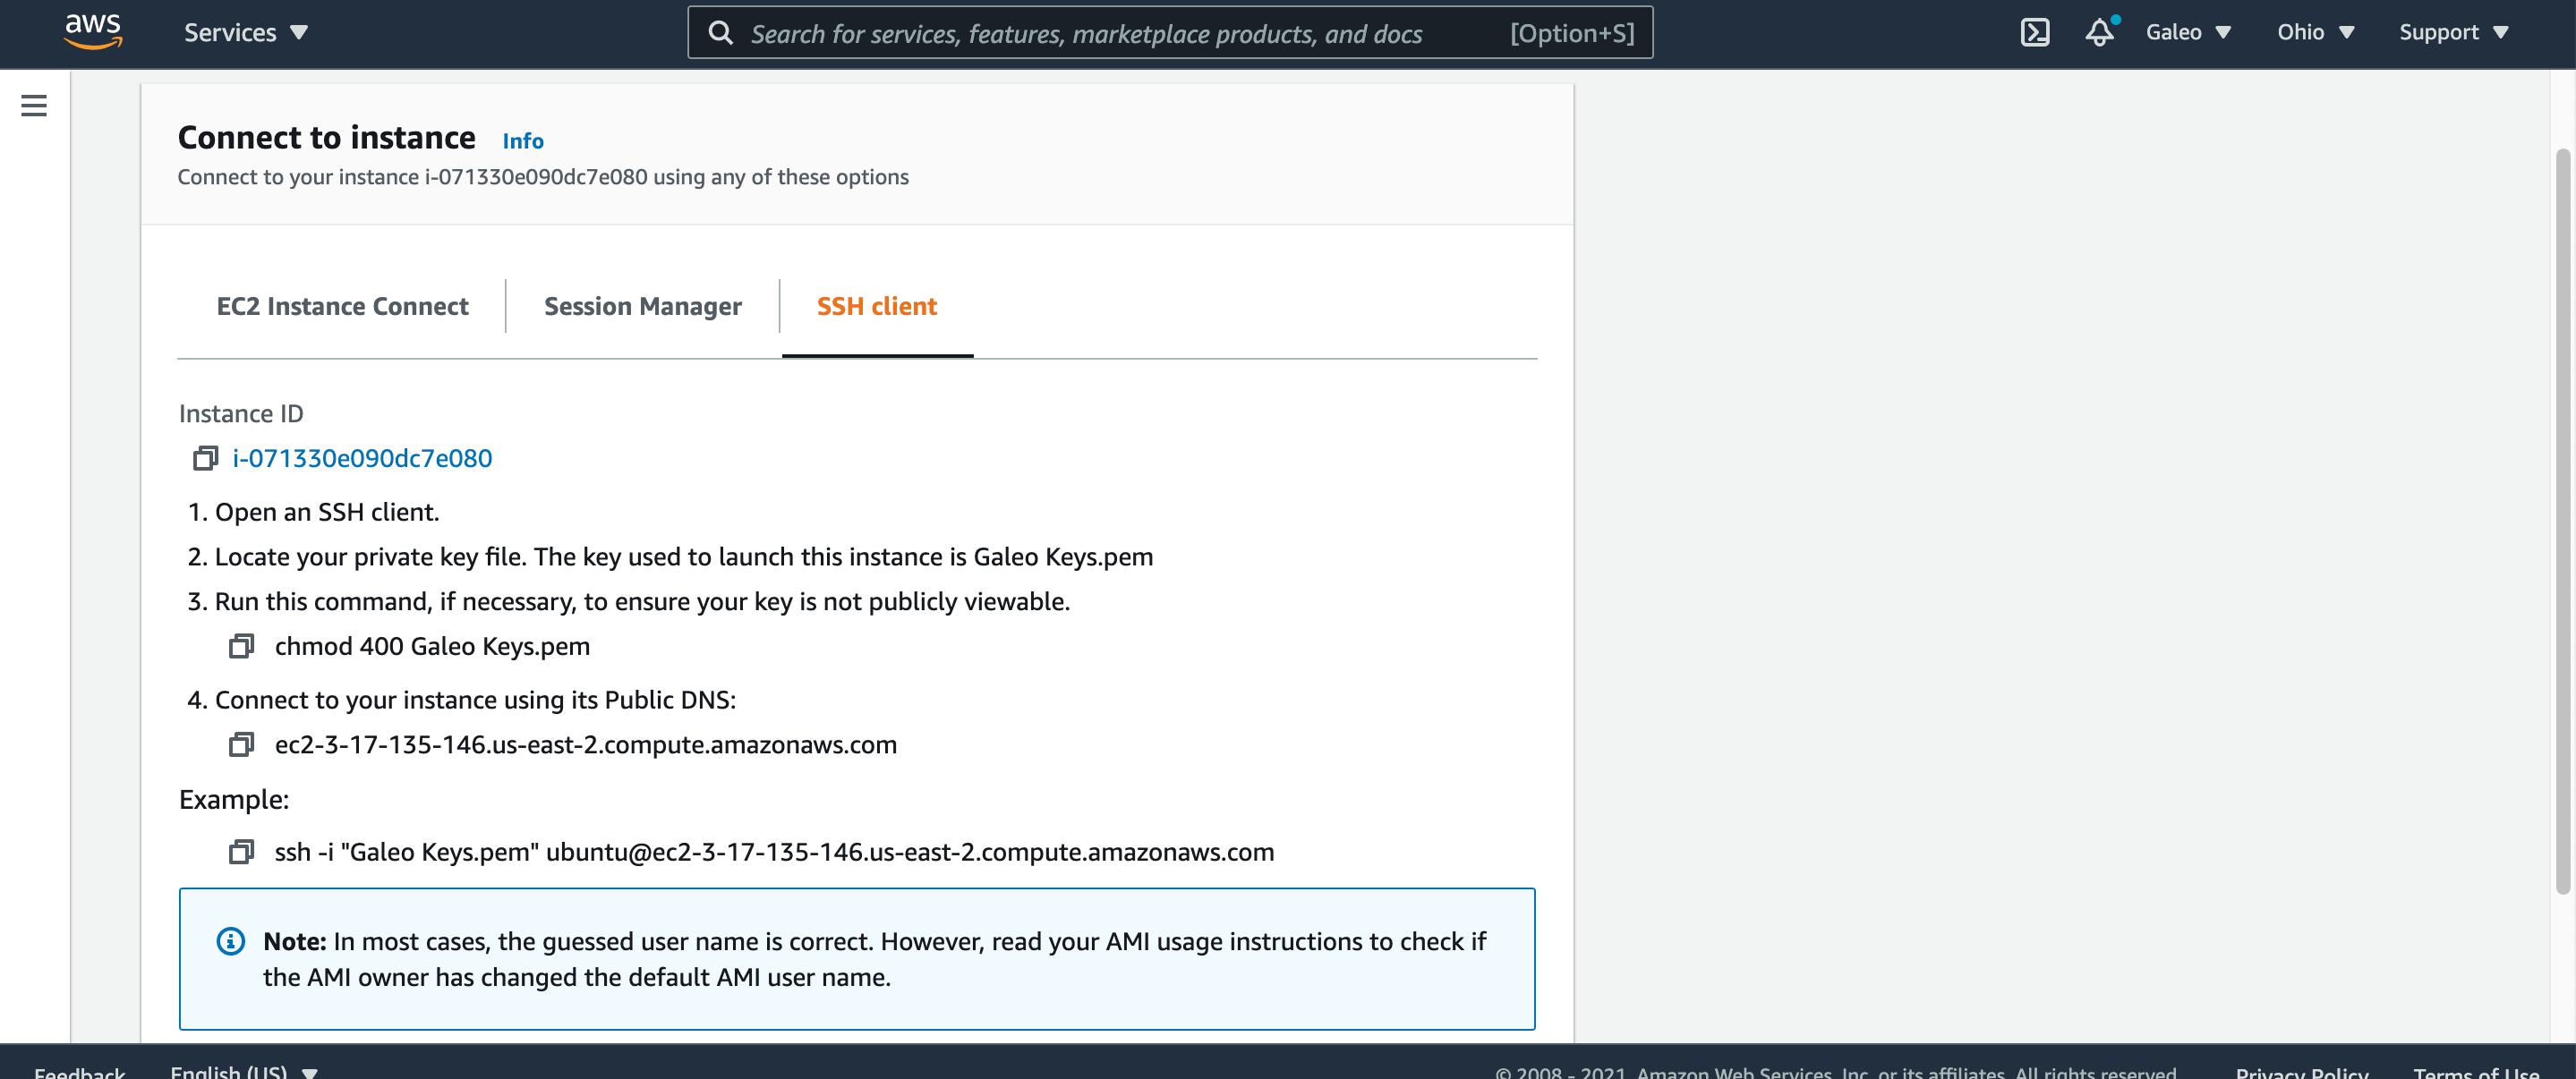 aws
Services
Search for services, features, marketplace products, and docs [Option+S]
Galeo
Ohio
Support
Connect to instance Info
Connect to your instance i-071330e090dc7e080 using any of these options
EC2 Instance Connect
Session Manager
SSH client
Instance ID
i-071330e090dc7e080
1. Open an SSH client.
2. Locate your private key file. The key used to launch this instance is Galeo Keys.pem
3. Run this command, if necessary, to ensure your key is not publicly viewable.
chmod 400 Galeo Keys.pem
4. Connect to your instance using its Public DNS:
ec2-3-17-135-146.us-east-2.compute.amazonaws.com
Example:
ssh -i "Galeo Keys.pem" ubuntu@ec2-3-17-135-146.us-east-2.compute.amazonaws.com
Note: In most cases, the guessed user name is correct. However, read your AMI usage instructions to check if
the AMI owner has changed the default AMI user name.
Feedback
English (US)
© 2008 - 2021, Amazon Web Services, Inc. or its affiliates. All rights reserved.
Privacy Policy
Terms of Use